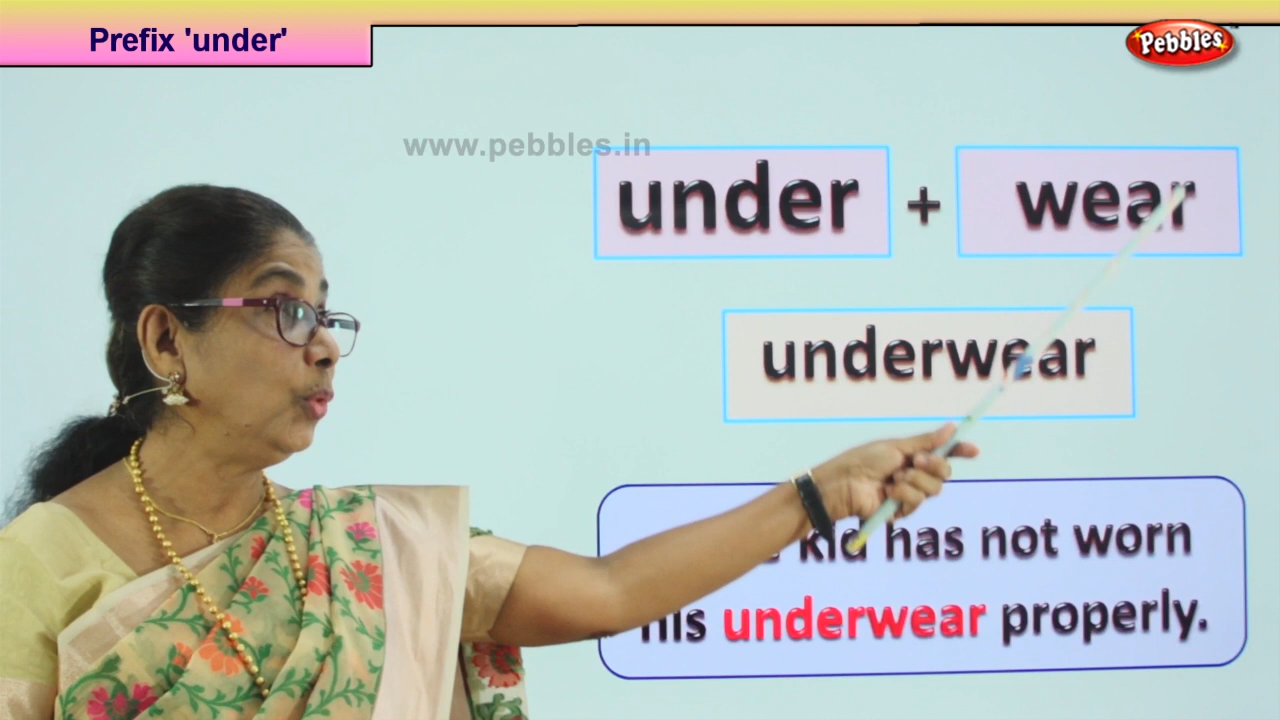 Prefix 'under'
Pebbles
www.pebbles.in
under + wear
underwear
kid has not worn
his underwear properly.